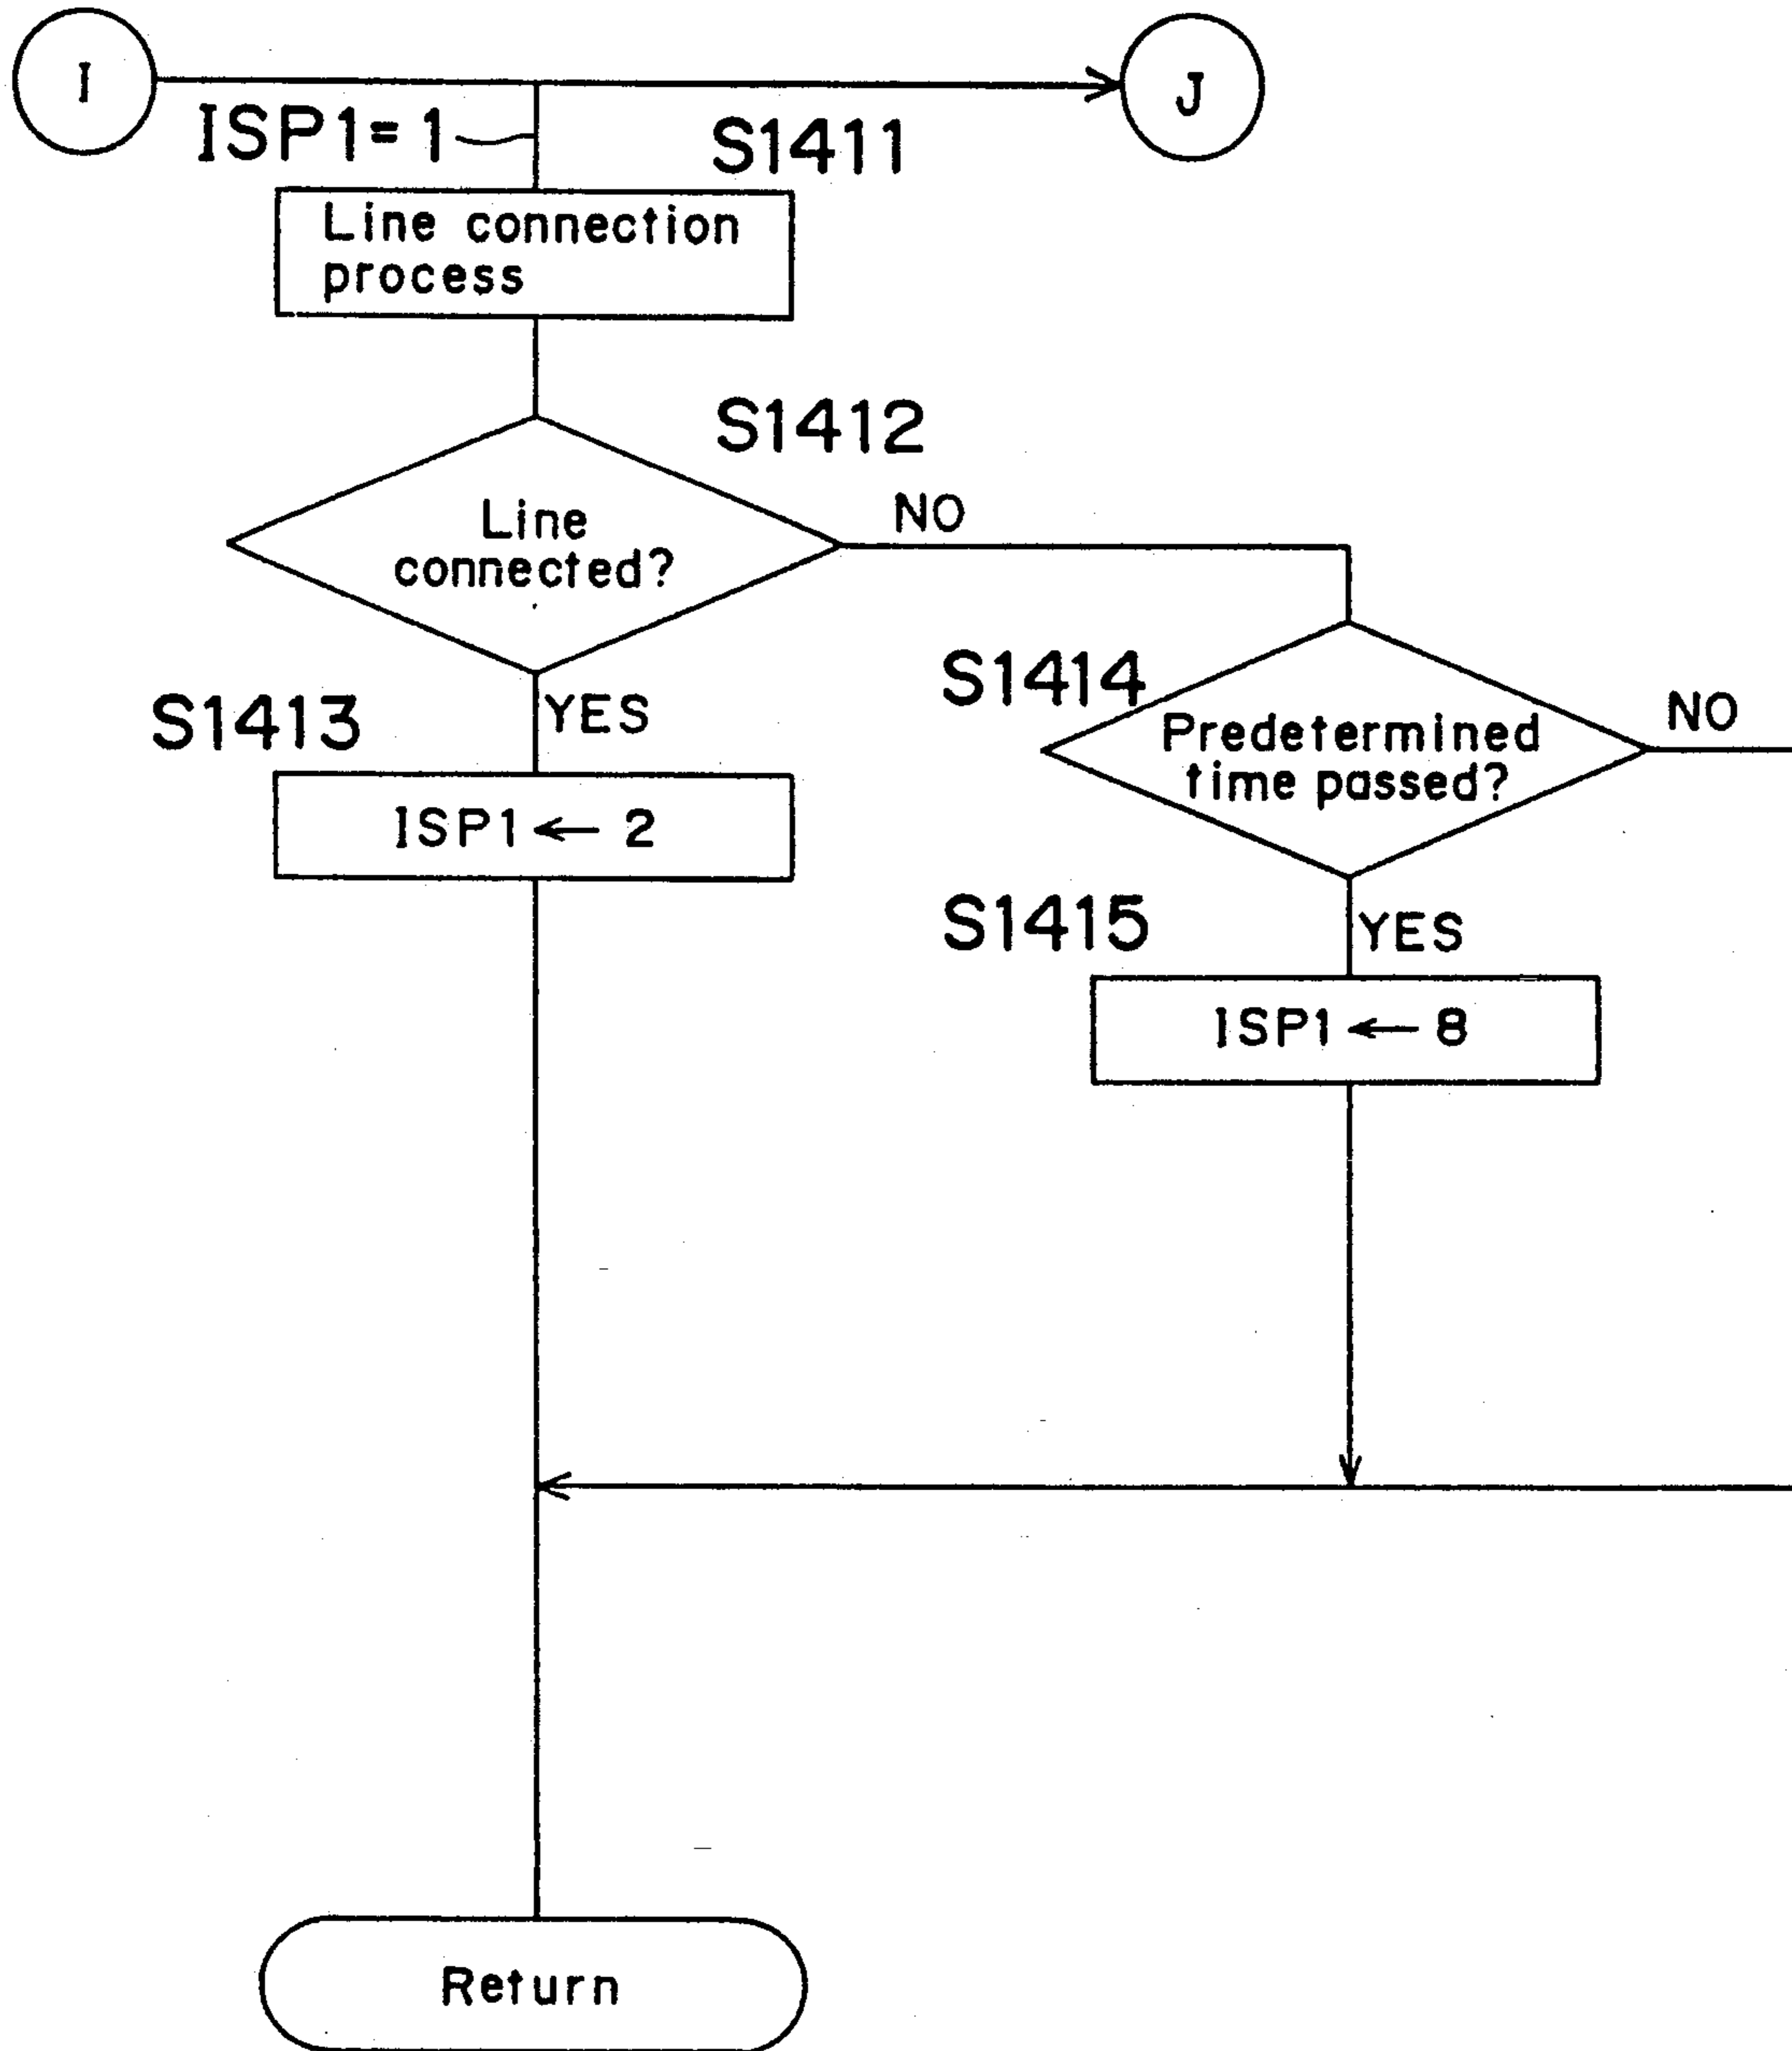 I
J
ISP1=1
S1411
Line connection
process
S1412
Line
connected?
NO
S1413
YES
ISP1 ← 2
S1414
Predetermined
time passed?
NO
S1415
YES
ISP1 ← 8
Return